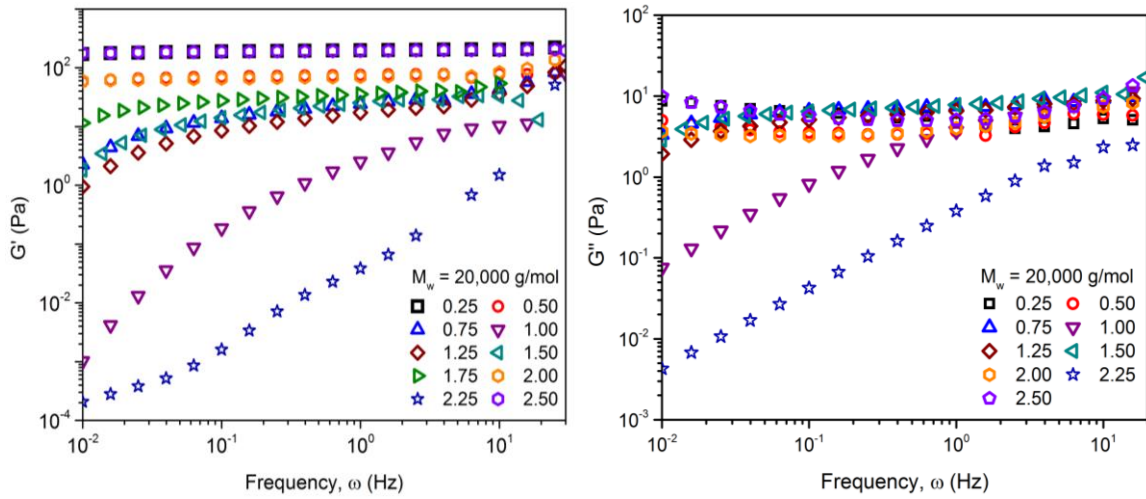 G' (Pa)
10²
10⁰
10⁻²
10⁻⁴
M_w = 20,000 g/mol
0.25 0.50
0.75 1.00
1.25 1.50
1.75 2.00
2.25 2.50
10⁻² 10⁻¹ 10⁰ 10¹
Frequency, ω (Hz)
G'' (Pa)
10²
10¹
10⁰
10⁻¹
10⁻²
10⁻³
M_w = 20,000 g/mol
0.25 0.50
0.75 1.00
1.25 1.50
2.00 2.25
2.50
10⁻² 10⁻¹ 10⁰ 10¹
Frequency, ω (Hz)